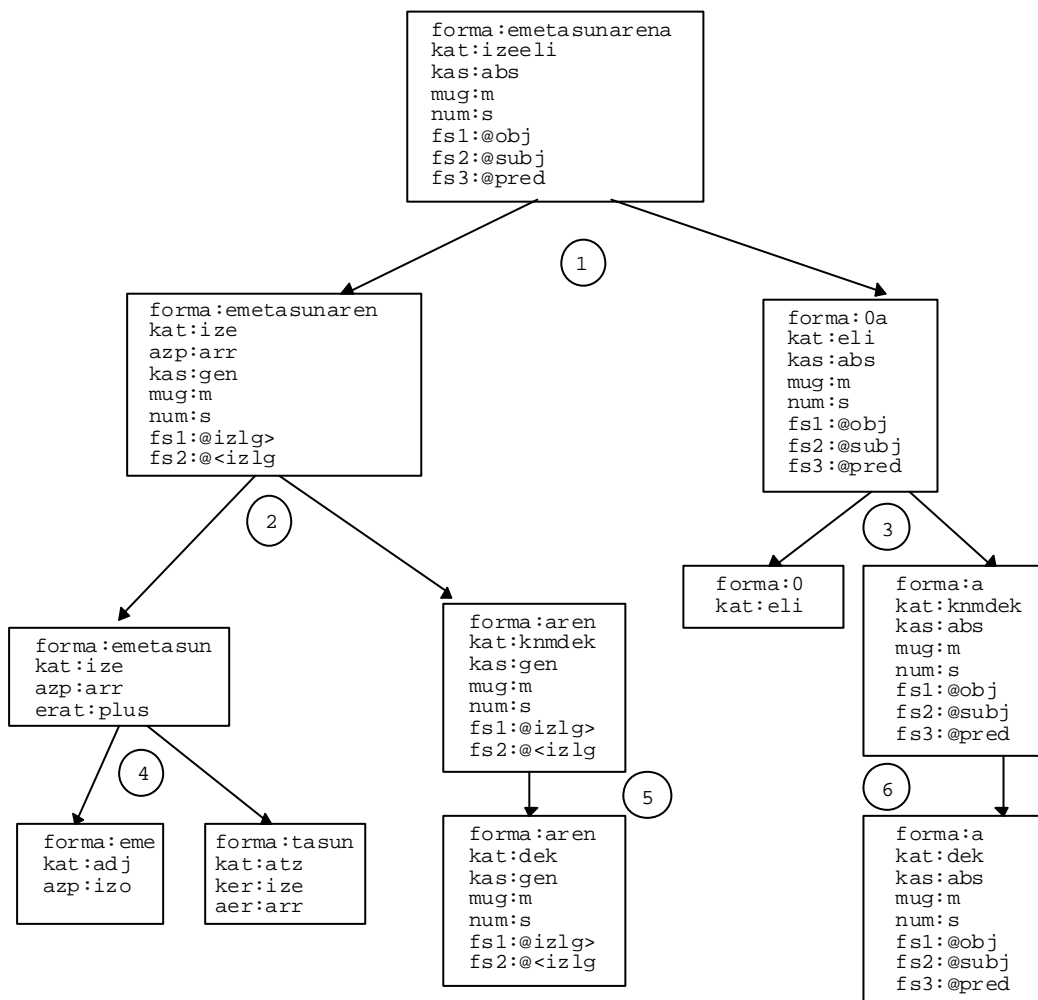 forma:emetasunarena
kat:izeeli
kas:abs
mug:m
num:s
fs1:@obj
fs2:@subj
fs3:@pred
1
forma:emetasunaren
kat:ize
azp:arr
kas:gen
mug:m
num:s
fs1:@izlg>
fs2:@<izlg
forma:0a
kat:eli
kas:abs
mug:m
num:s
fs1:@obj
fs2:@subj
fs3:@pred
2
3
forma:emetasun
kat:ize
azp:arr
erat:plus
forma:aren
kat:knmdek
kas:gen
mug:m
num:s
fs1:@izlg>
fs2:@<izlg
forma:0
kat:eli
forma:a
kat:knmdek
kas:abs
mug:m
num:s
fs1:@obj
fs2:@subj
fs3:@pred
4
5
6
forma:eme
kat:adj
azp:izo
forma:tasun
kat:atz
ker:ize
aer:arr
forma:aren
kat:dek
kas:gen
mug:m
num:s
fs1:@izlg>
fs2:@<izlg
forma:a
kat:dek
kas:abs
mug:m
num:s
fs1:@obj
fs2:@subj
fs3:@pred